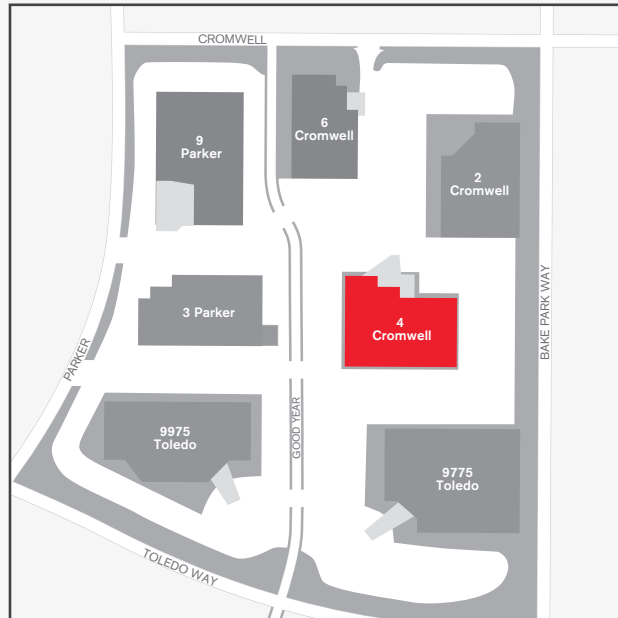 CROMWELL
6
Cromwell
9
Parker
2
Cromwell
BAKE PARK WAY
3 Parker
4
Cromwell
PARKER
GOOD YEAR
9975
Toledo
9775
Toledo
TOLEDO WAY